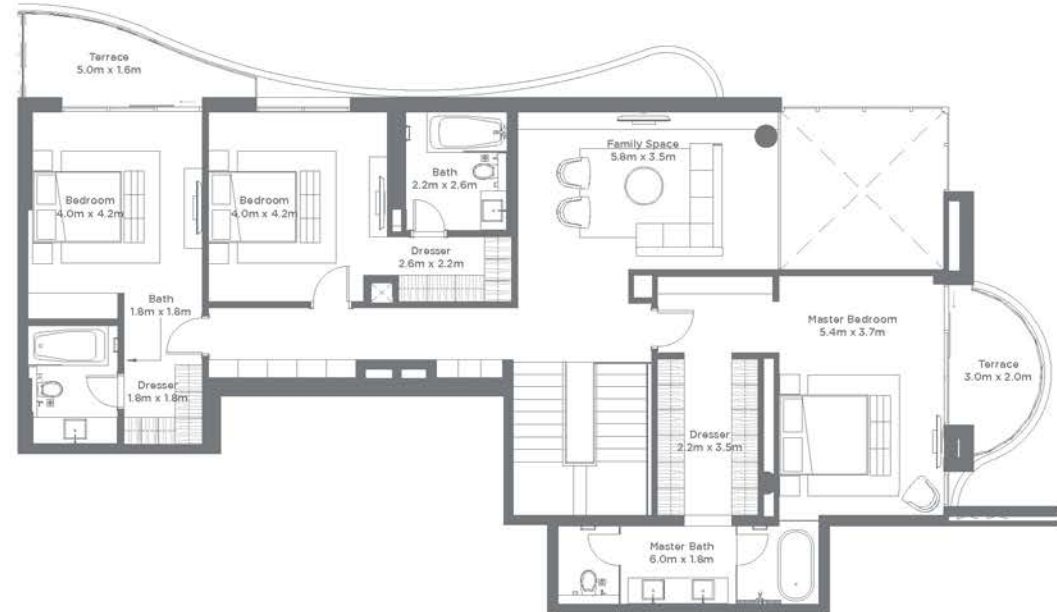 Terrace
5.0m x 1.6m
Bedroom
4.0m x 4.2m
Bedroom
4.0m x 4.2m
Bath
2.2m x 2.6m
Dresser
2.6m x 2.2m
Family Space
5.8m x 3.5m
Bath
1.8m x 1.8m
Dresser
1.8m x 1.8m
Master Bedroom
5.4m x 3.7m
Terrace
3.0m x 2.0m
Dresser
2.2m x 3.5m
Master Bath
6.0m x 1.8m